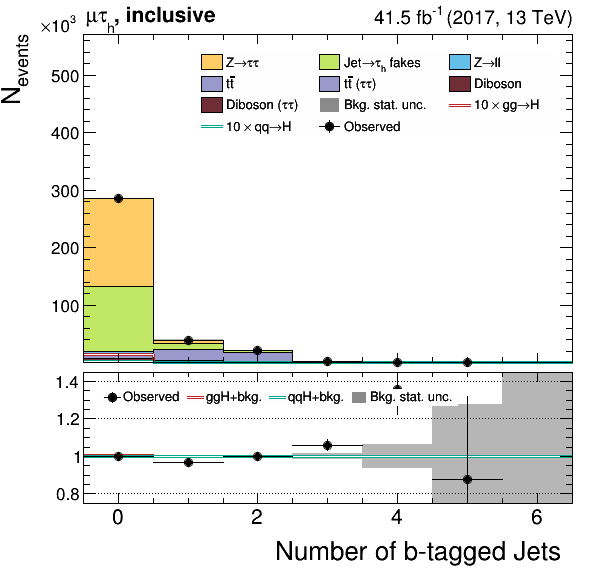 ×10³ μτₕ, inclusive 41.5 fb⁻¹ (2017, 13 TeV)
N_events
Z→ττ Jet→τₕ fakes Z→ll
tt̄ tt̄ (ττ) Diboson
Diboson (ττ) Bkg. stat. unc. 10 × gg→H
10 × qq→H Observed
500
400
300
200
100
Observed ggH+bkg. qqH+bkg. Bkg. stat. unc.
1.4
1.2
1
0.8
0 2 4 6
Number of b-tagged Jets